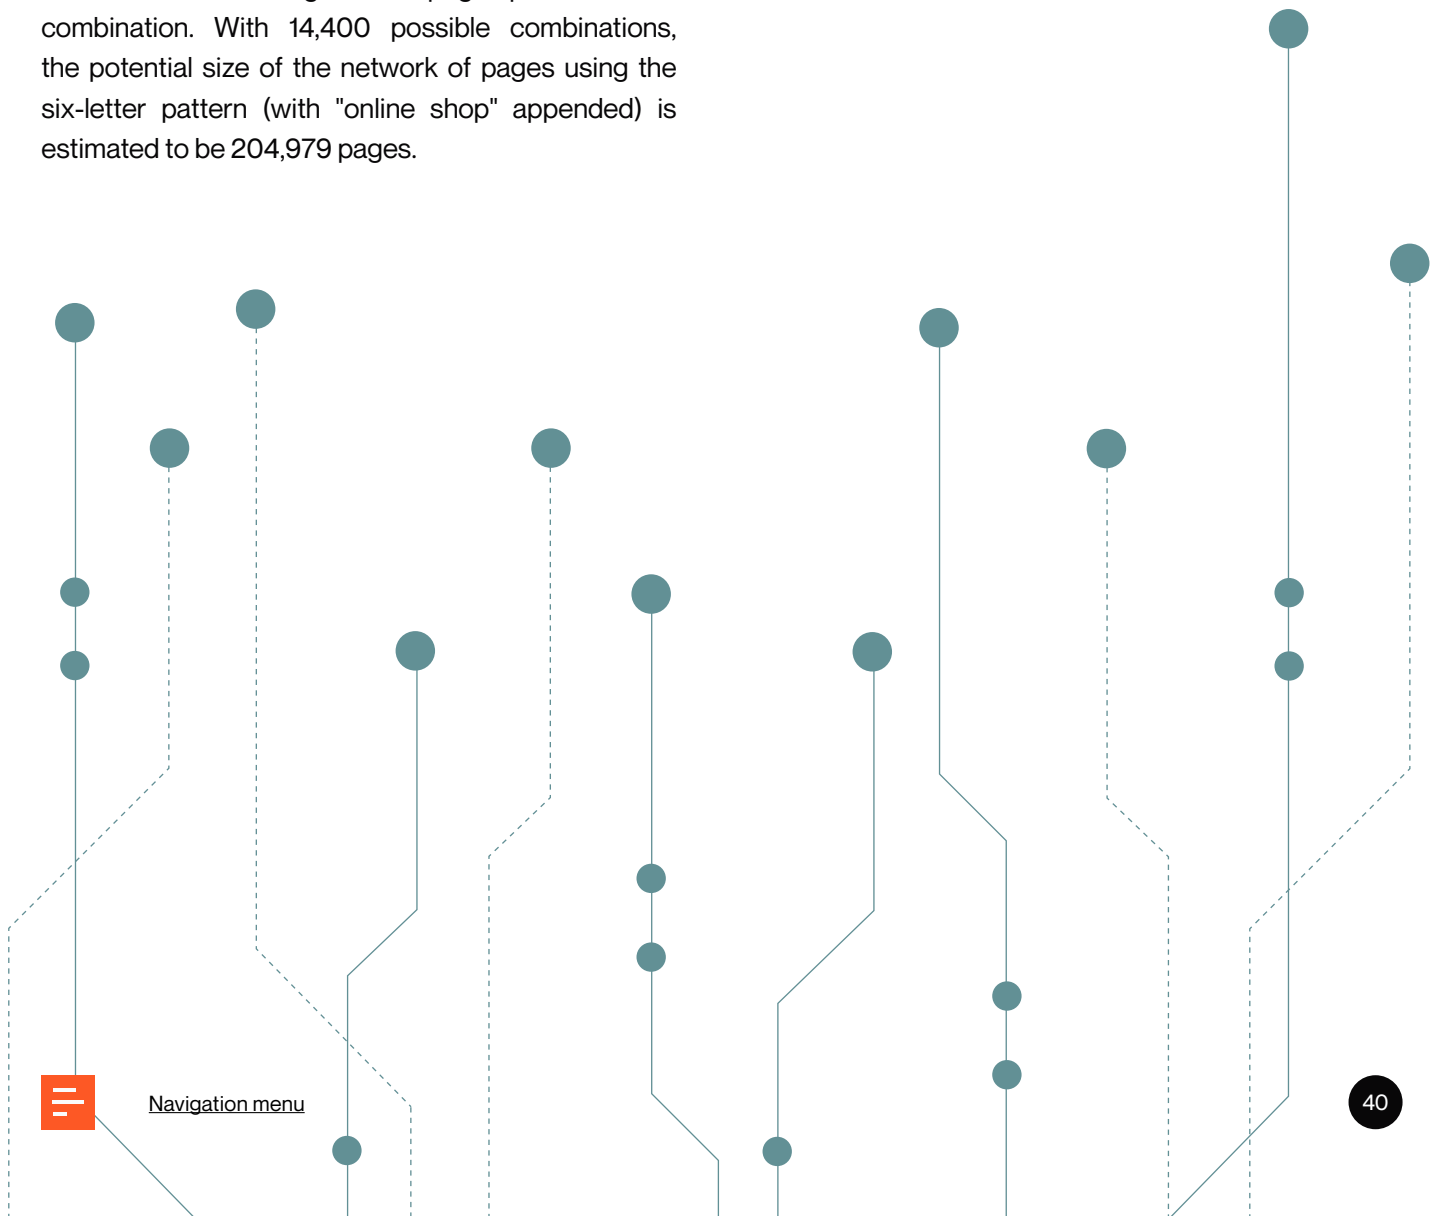 combination. With 14,400 possible combinations,
the potential size of the network of pages using the
six-letter pattern (with "online shop" appended) is
estimated to be 204,979 pages.
Navigation menu
40